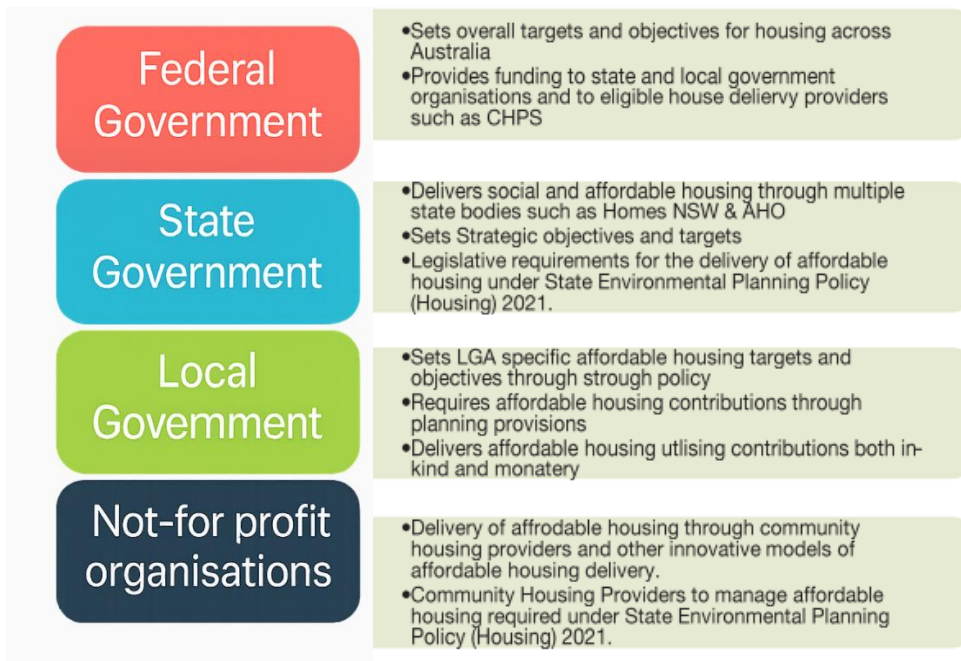 Federal
Government
•Sets overall targets and objectives for housing across
Australia
•Provides funding to state and local government
organisations and to eligible house deliervy providers
such as CHPS
State
Government
•Delivers social and affordable housing through multiple
state bodies such as Homes NSW & AHO
•Sets Strategic objectives and targets
•Legislative requirements for the delivery of affordable
housing under State Environmental Planning Policy
(Housing) 2021.
Local
Govemment
•Sets LGA specific affordable housing targets and
objectives through strough policy
•Requires affordable housing contributions through
planning provisions
•Delivers affordable housing utlising contributions both in-
kind and monatery
Not-for profit
organisations
•Delivery of affrodable housing through community
housing providers and other innovative models of
affordable housing delivery.
•Community Housing Providers to manage affordable
housing required under State Environmental Planning
Policy (Housing) 2021.